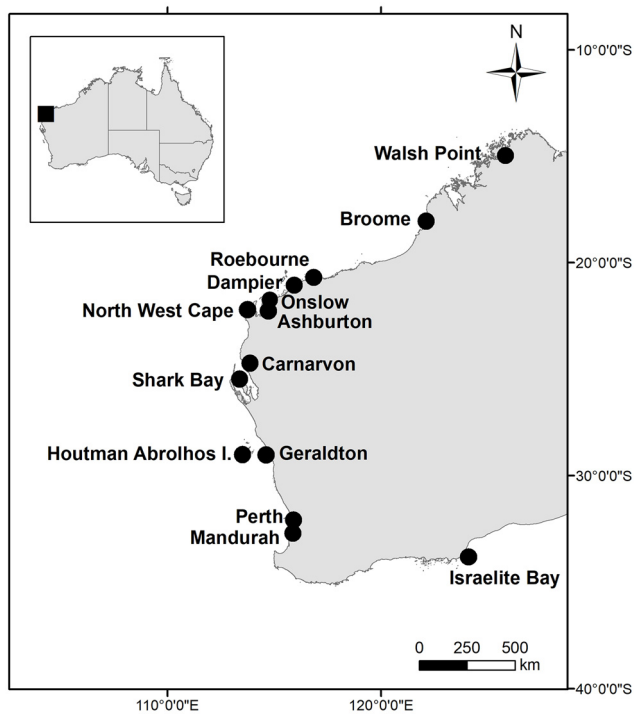 N
10°0'0"S
Walsh Point
Broome
20°0'0"S
Roebourne
Dampier
Onslow
North West Cape
Ashburton
Carnarvon
Shark Bay
Houtman Abrolhos I.
Geraldton
30°0'0"S
Perth
Mandurah
Israelite Bay
0 250 500
km
40°0'0"S
110°0'0"E 120°0'0"E